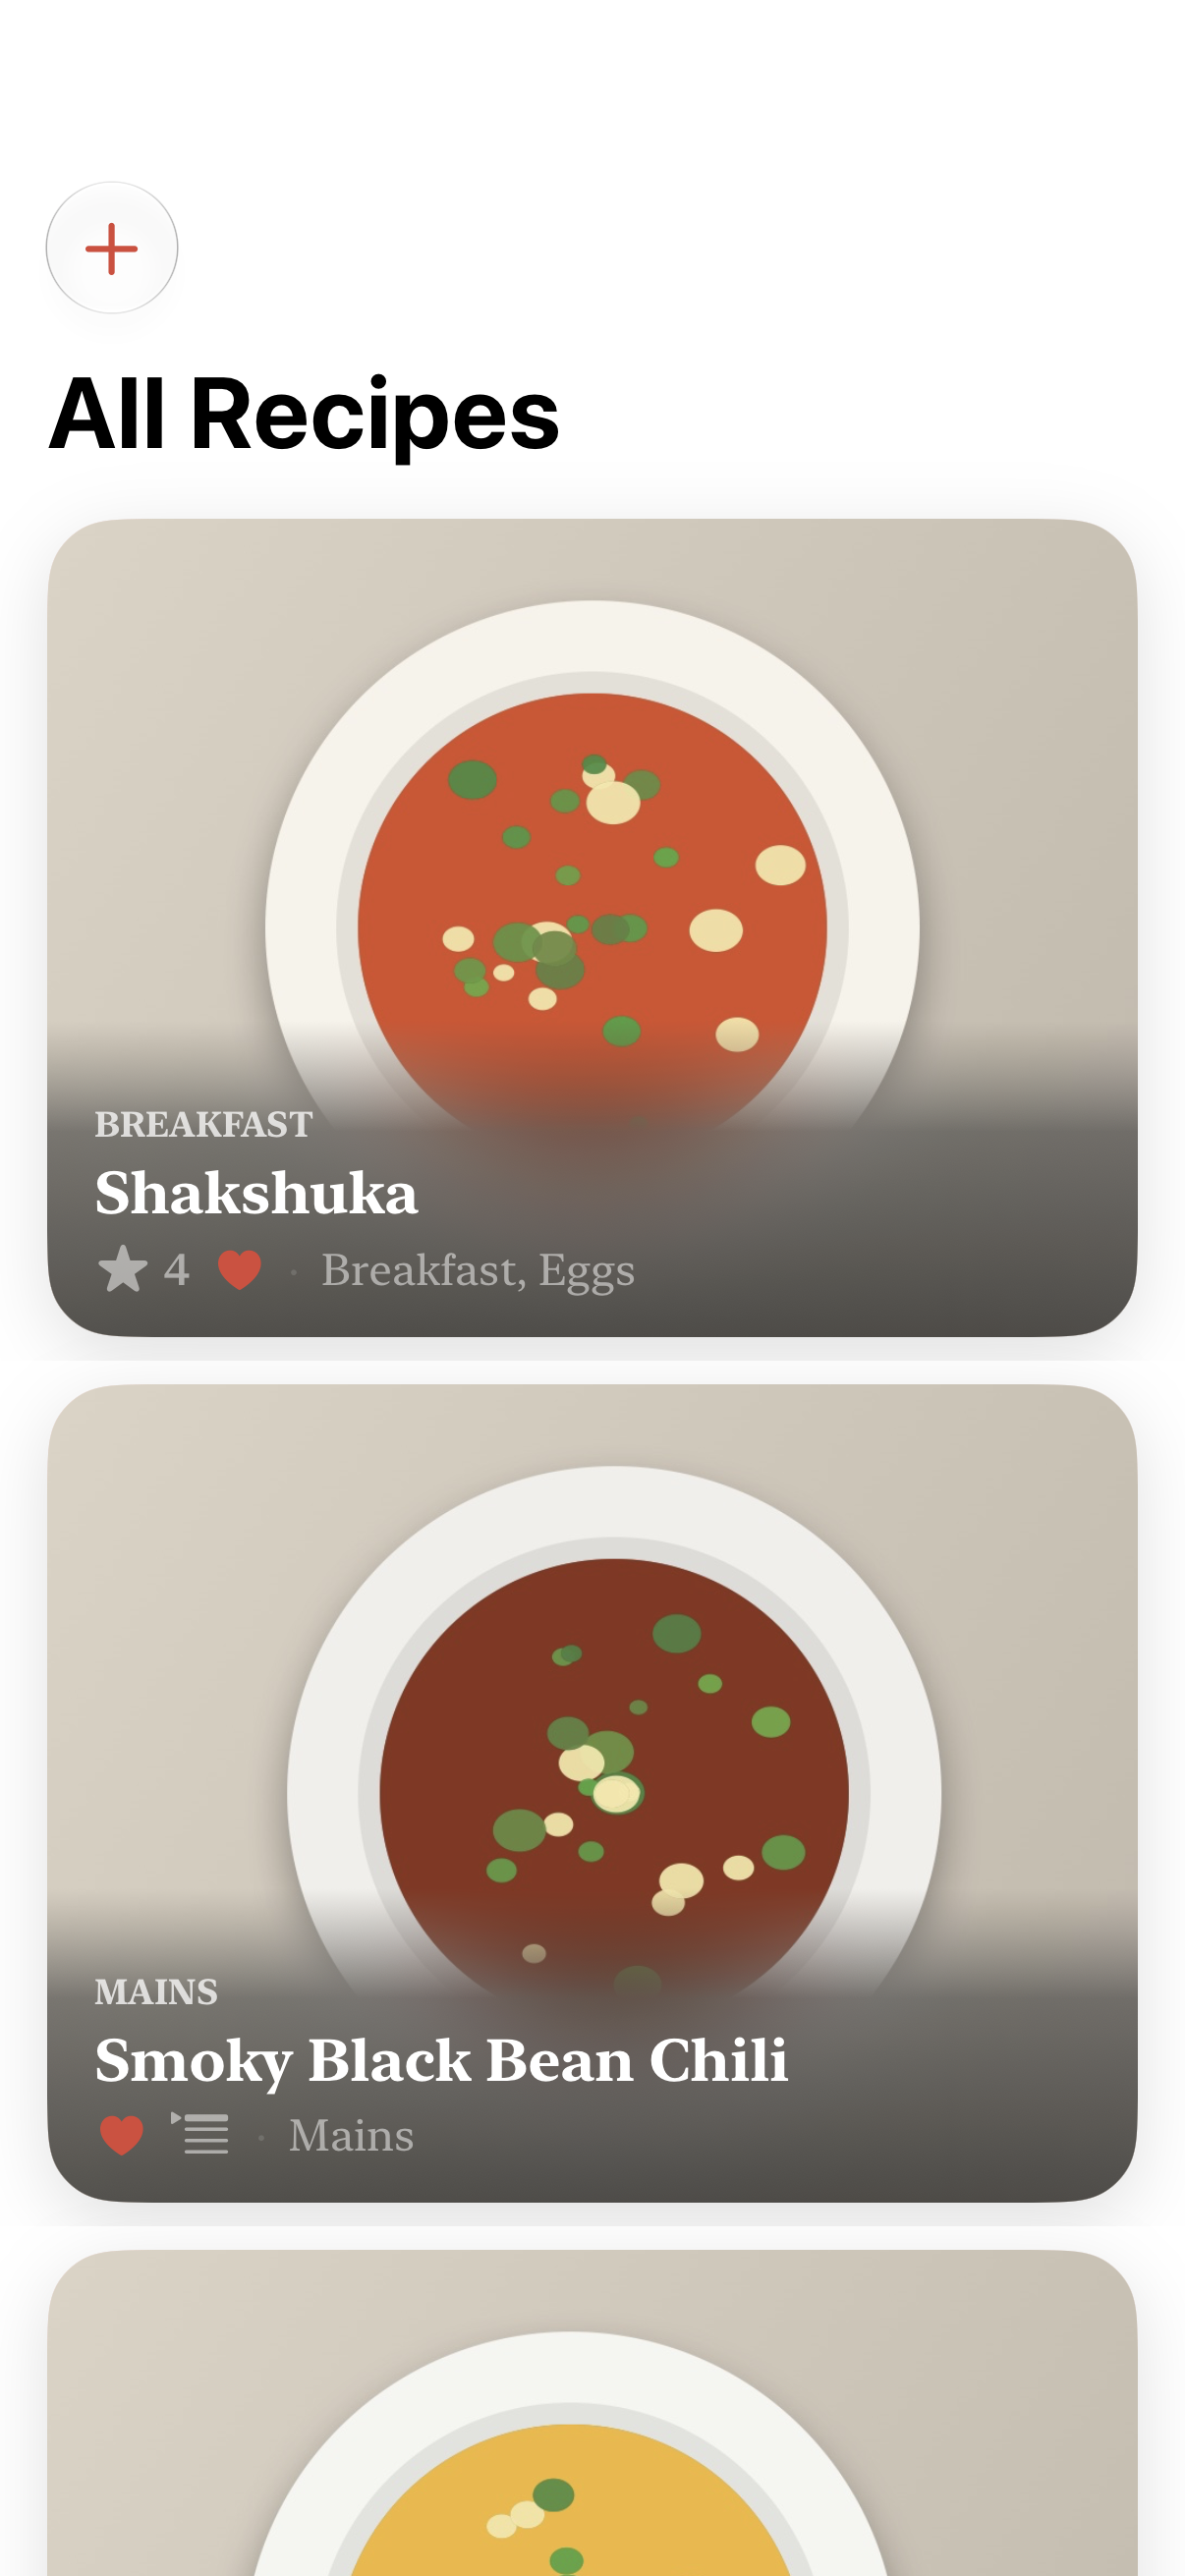 All Recipes
BREAKFAST
Shakshuka
4 · Breakfast, Eggs
MAINS
Smoky Black Bean Chili
· Mains